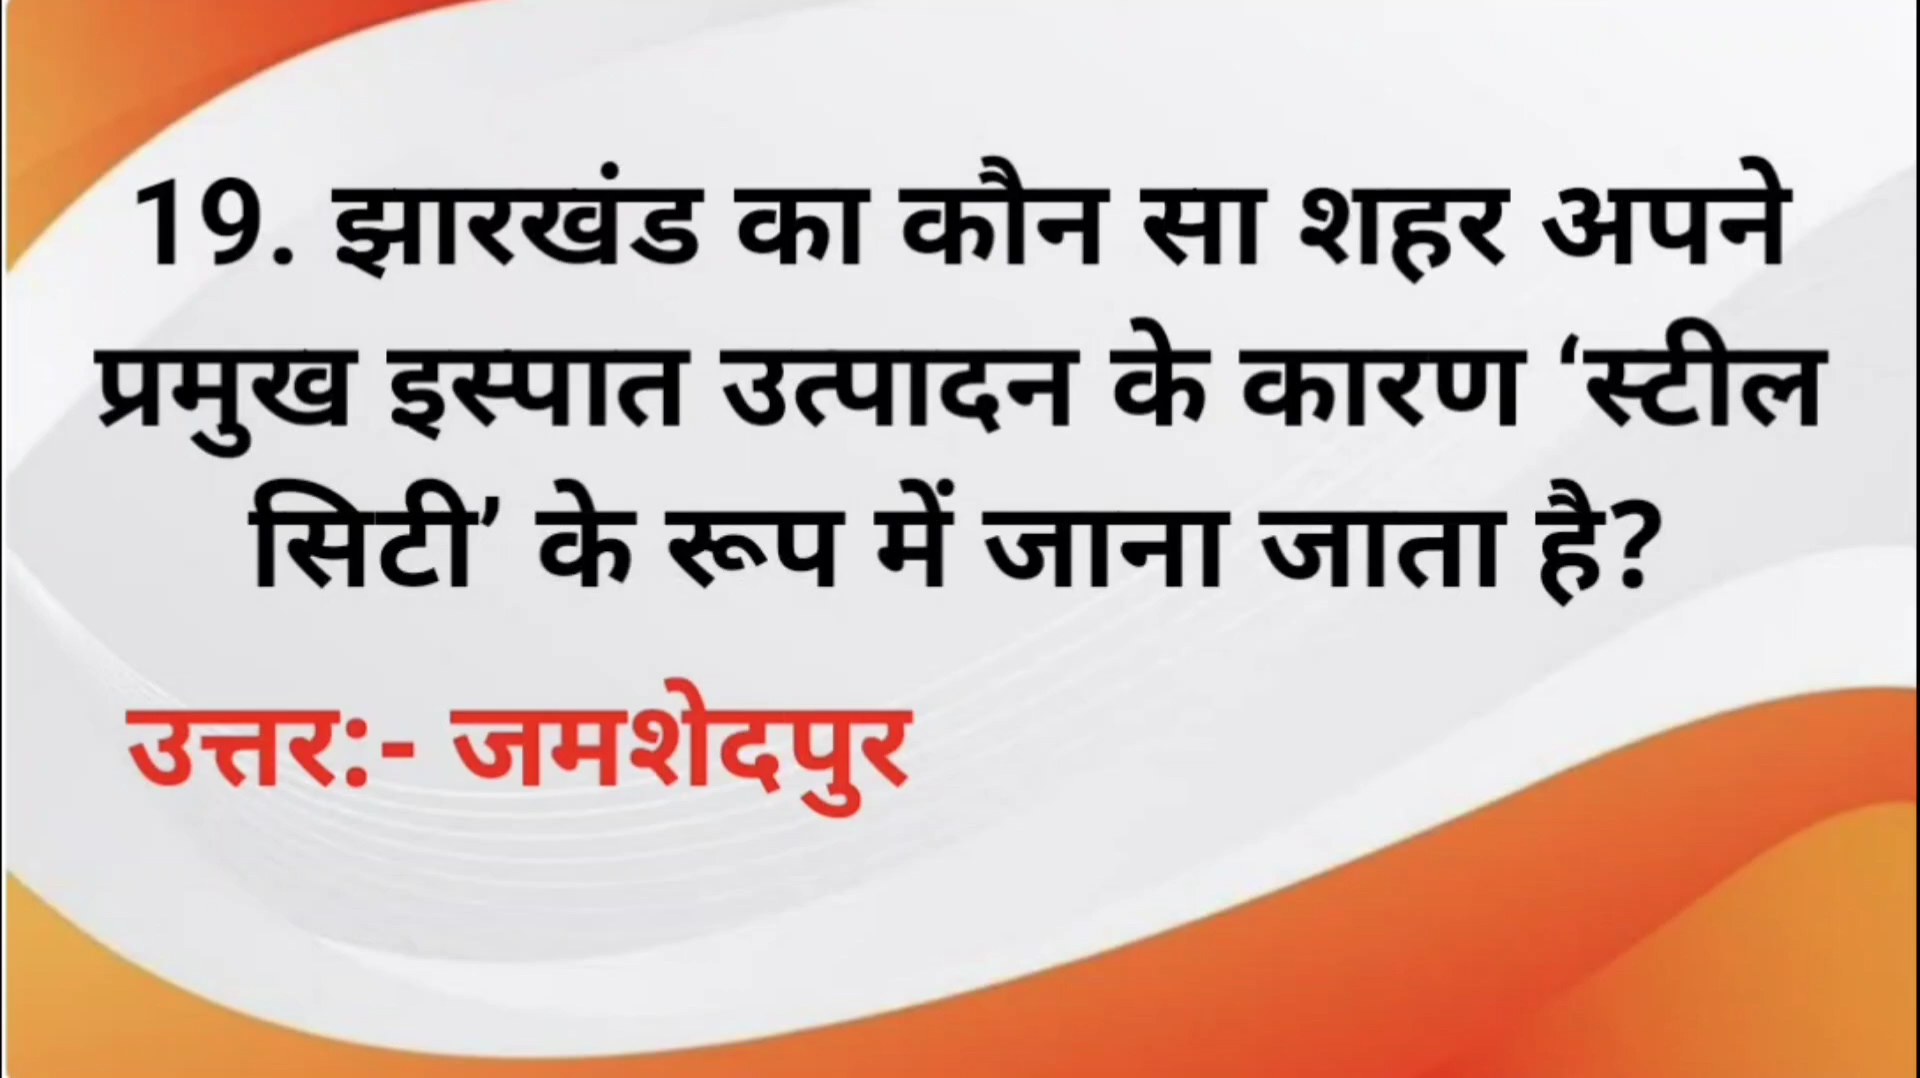 19. झारखंड का कौन सा शहर अपने
प्रमुख इस्पात उत्पादन के कारण ‘स्टील
सिटी’ के रूप में जाना जाता है?
उत्तर:- जमशेदपुर